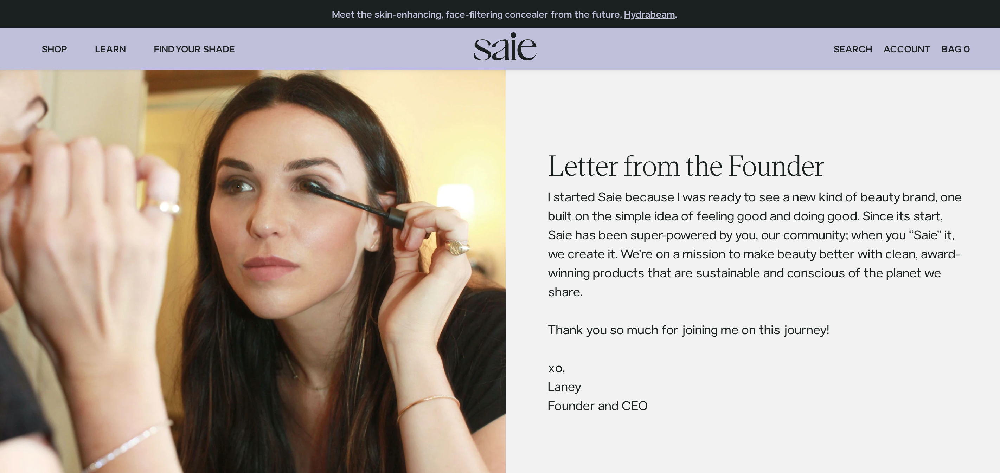 Meet the skin-enhancing, face-filtering concealer from the future, Hydrabeam.
SHOP LEARN FIND YOUR SHADE saie SEARCH ACCOUNT BAG 0
Letter from the Founder
I started Saie because I was ready to see a new kind of beauty brand, one
built on the simple idea of feeling good and doing good. Since its start,
Saie has been super-powered by you, our community; when you “Saie” it,
we create it. We’re on a mission to make beauty better with clean, award-
winning products that are sustainable and conscious of the planet we
share.
Thank you so much for joining me on this journey!
xo,
Laney
Founder and CEO